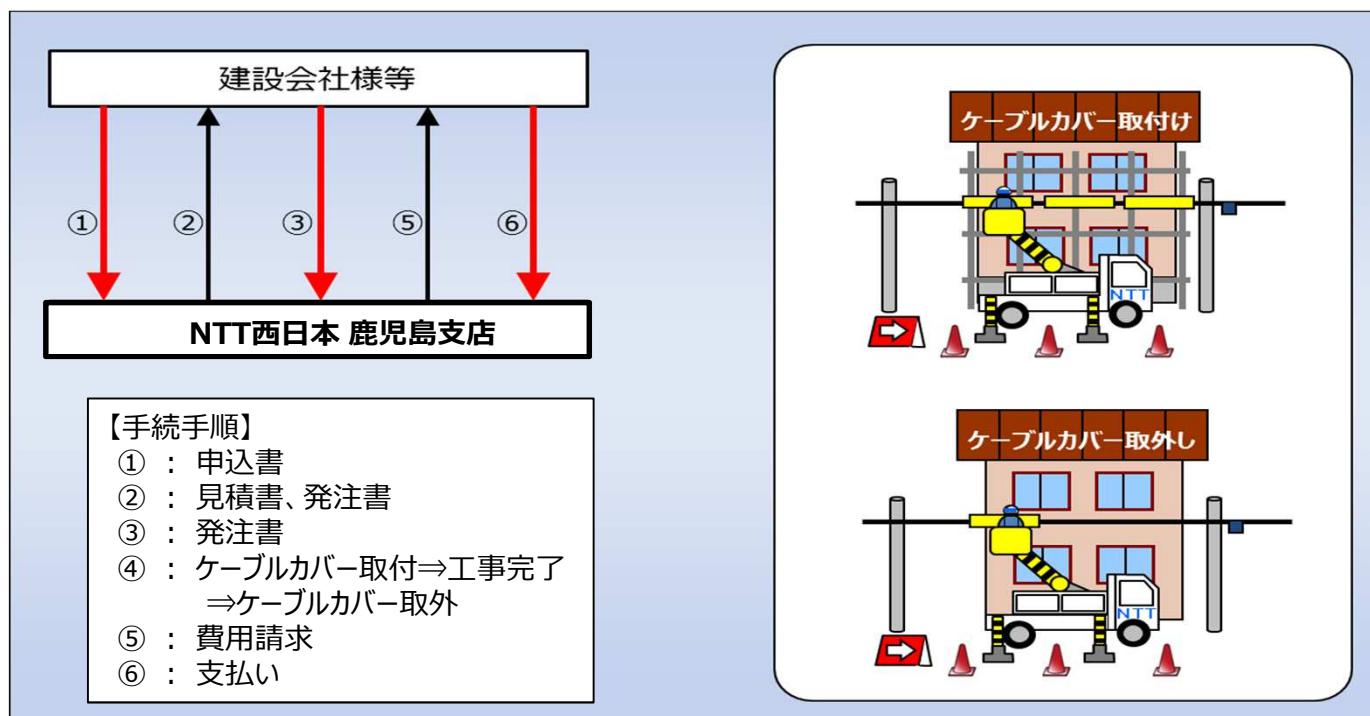 建設会社様等
①
②
③
⑤
⑥
NTT西日本 鹿児島支店
【手続手順】
① : 申込書
② : 見積書、発注書
③ : 発注書
④ : ケーブルカバー取付⇒工事完了
⇒ケーブルカバー取外
⑤ : 費用請求
⑥ : 支払い
ケーブルカバー取付け
NTT
ケーブルカバー取外し
NTT